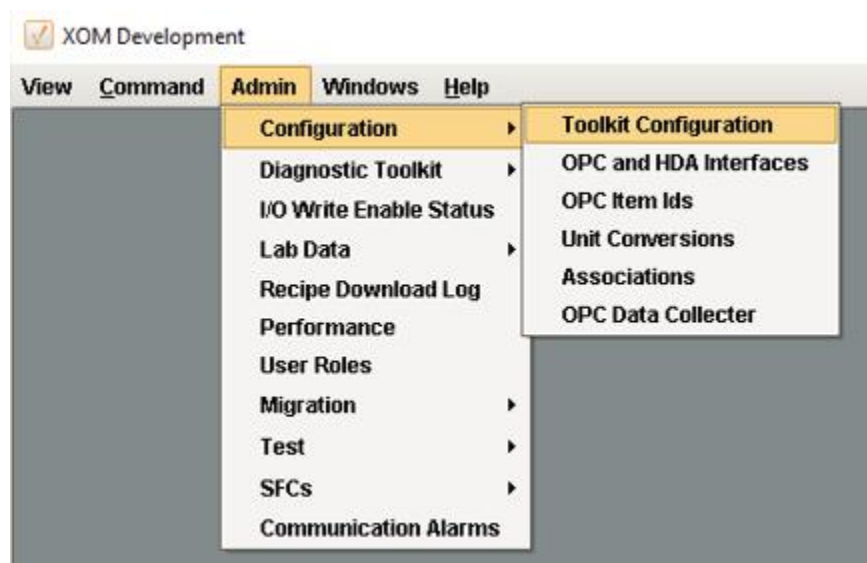 XOM Development
View Command Admin Windows Help
Configuration
Diagnostic Toolkit
I/O Write Enable Status
Lab Data
Recipe Download Log
Performance
User Roles
Migration
Test
SFCs
Communication Alarms
Toolkit Configuration
OPC and HDA Interfaces
OPC Item Ids
Unit Conversions
Associations
OPC Data Collecter